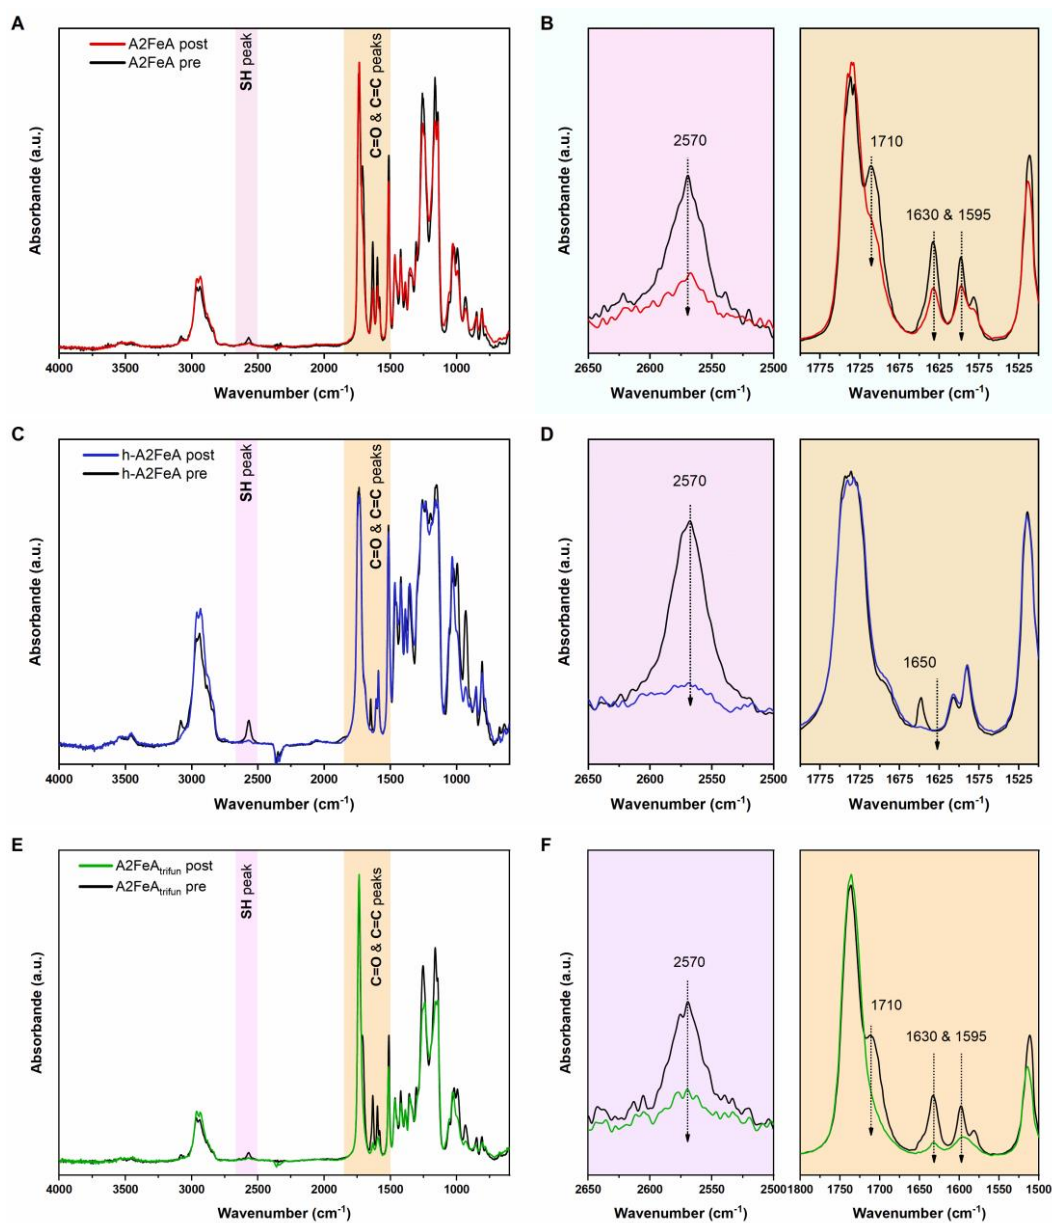 A
A2FeA post
A2FeA pre
SH peak
C=O & C=C peaks
Absorbande (a.u.)
4000 3500 3000 2500 2000 1500 1000
Wavenumber (cm⁻¹)
B
2570
Absorbande (a.u.)
2650 2600 2550 2500
Wavenumber (cm⁻¹)
1710
1630 & 1595
1775 1725 1675 1625 1575 1525
Wavenumber (cm⁻¹)
C
h-A2FeA post
h-A2FeA pre
SH peak
C=O & C=C peaks
Absorbande (a.u.)
4000 3500 3000 2500 2000 1500 1000
Wavenumber (cm⁻¹)
D
2570
Absorbande (a.u.)
2650 2600 2550 2500
Wavenumber (cm⁻¹)
1650
1775 1725 1675 1625 1575 1525
Wavenumber (cm⁻¹)
E
A2FeAtrifun post
A2FeAtrifun pre
SH peak
C=O & C=C peaks
Absorbande (a.u.)
4000 3500 3000 2500 2000 1500 1000
Wavenumber (cm⁻¹)
F
2570
Absorbande (a.u.)
2650 2600 2550 2500
Wavenumber (cm⁻¹)
1710
1630 & 1595
1800 1750 1700 1650 1600 1550 1500
Wavenumber (cm⁻¹)